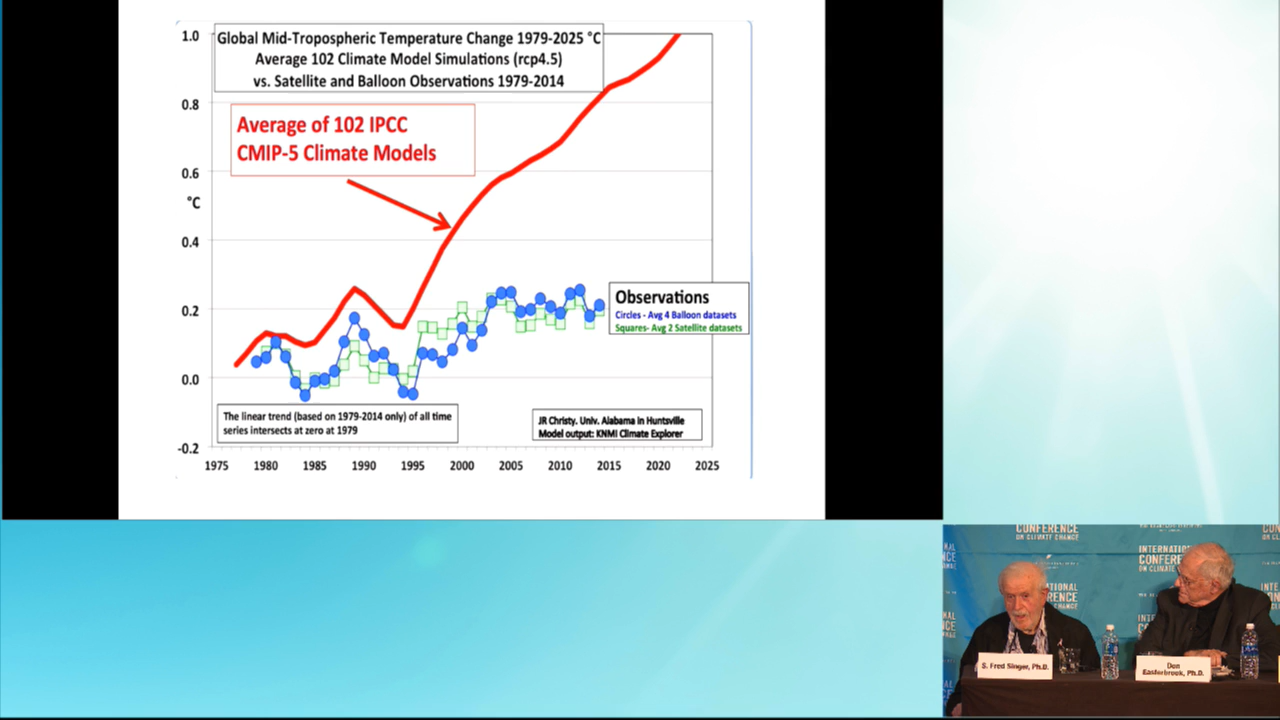 Global Mid-Tropospheric Temperature Change 1979-2025 °C
Average 102 Climate Model Simulations (rcp4.5)
vs. Satellite and Balloon Observations 1979-2014
Average of 102 IPCC
CMIP-5 Climate Models
1.0
0.8
0.6
°C
0.4
0.2
0.0
-0.2
Observations
Circles - Avg 4 Balloon datasets
Squares- Avg 2 Satellite datasets
The linear trend (based on 1979-2014 only) of all time
series intersects at zero at 1979
JR Christy. Univ. Alabama in Huntsville
Model output: KNMI Climate Explorer
1975 1980 1985 1990 1995 2000 2005 2010 2015 2020 2025
CONFERENCE
ON CLIMATE CHANGE
INTERNATIO
CONFEREN
ON CLIMATE CH
S. Fred Singer, Ph.D.
Don
Easterbrook, Ph.D.